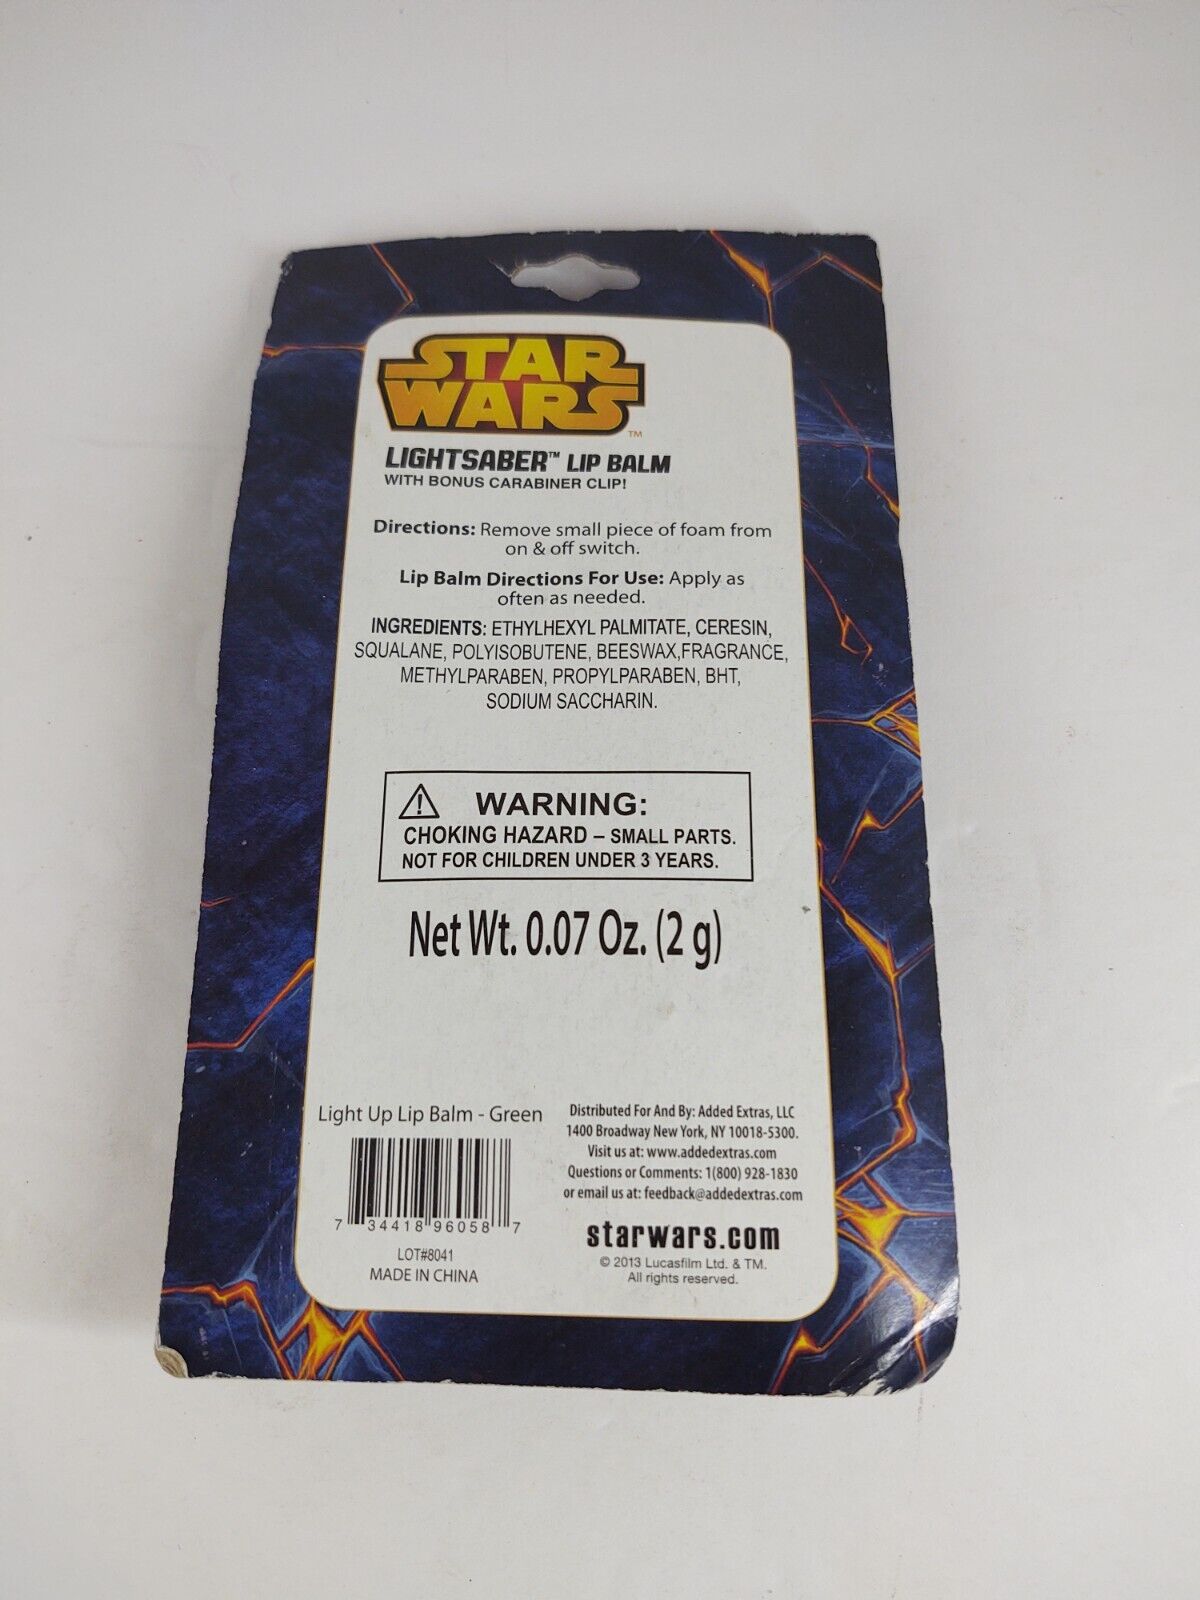 STAR
WARS
™
LIGHTSABER™ LIP BALM
WITH BONUS CARABINER CLIP!
Directions: Remove small piece of foam from
on & off switch.
Lip Balm Directions For Use: Apply as
often as needed.
INGREDIENTS: ETHYLHEXYL PALMITATE, CERESIN,
SQUALANE, POLYISOBUTENE, BEESWAX,FRAGRANCE,
METHYLPARABEN, PROPYLPARABEN, BHT,
SODIUM SACCHARIN.
WARNING:
CHOKING HAZARD – SMALL PARTS.
NOT FOR CHILDREN UNDER 3 YEARS.
Net Wt. 0.07 Oz. (2 g)
Light Up Lip Balm - Green
7 34418 96058 7
LOT#8041
MADE IN CHINA
Distributed For And By: Added Extras, LLC
1400 Broadway New York, NY 10018-5300.
Visit us at: www.addedextras.com
Questions or Comments: 1(800) 928-1830
or email us at: feedback@addedextras.com
starwars.com
© 2013 Lucasfilm Ltd. & TM.
All rights reserved.